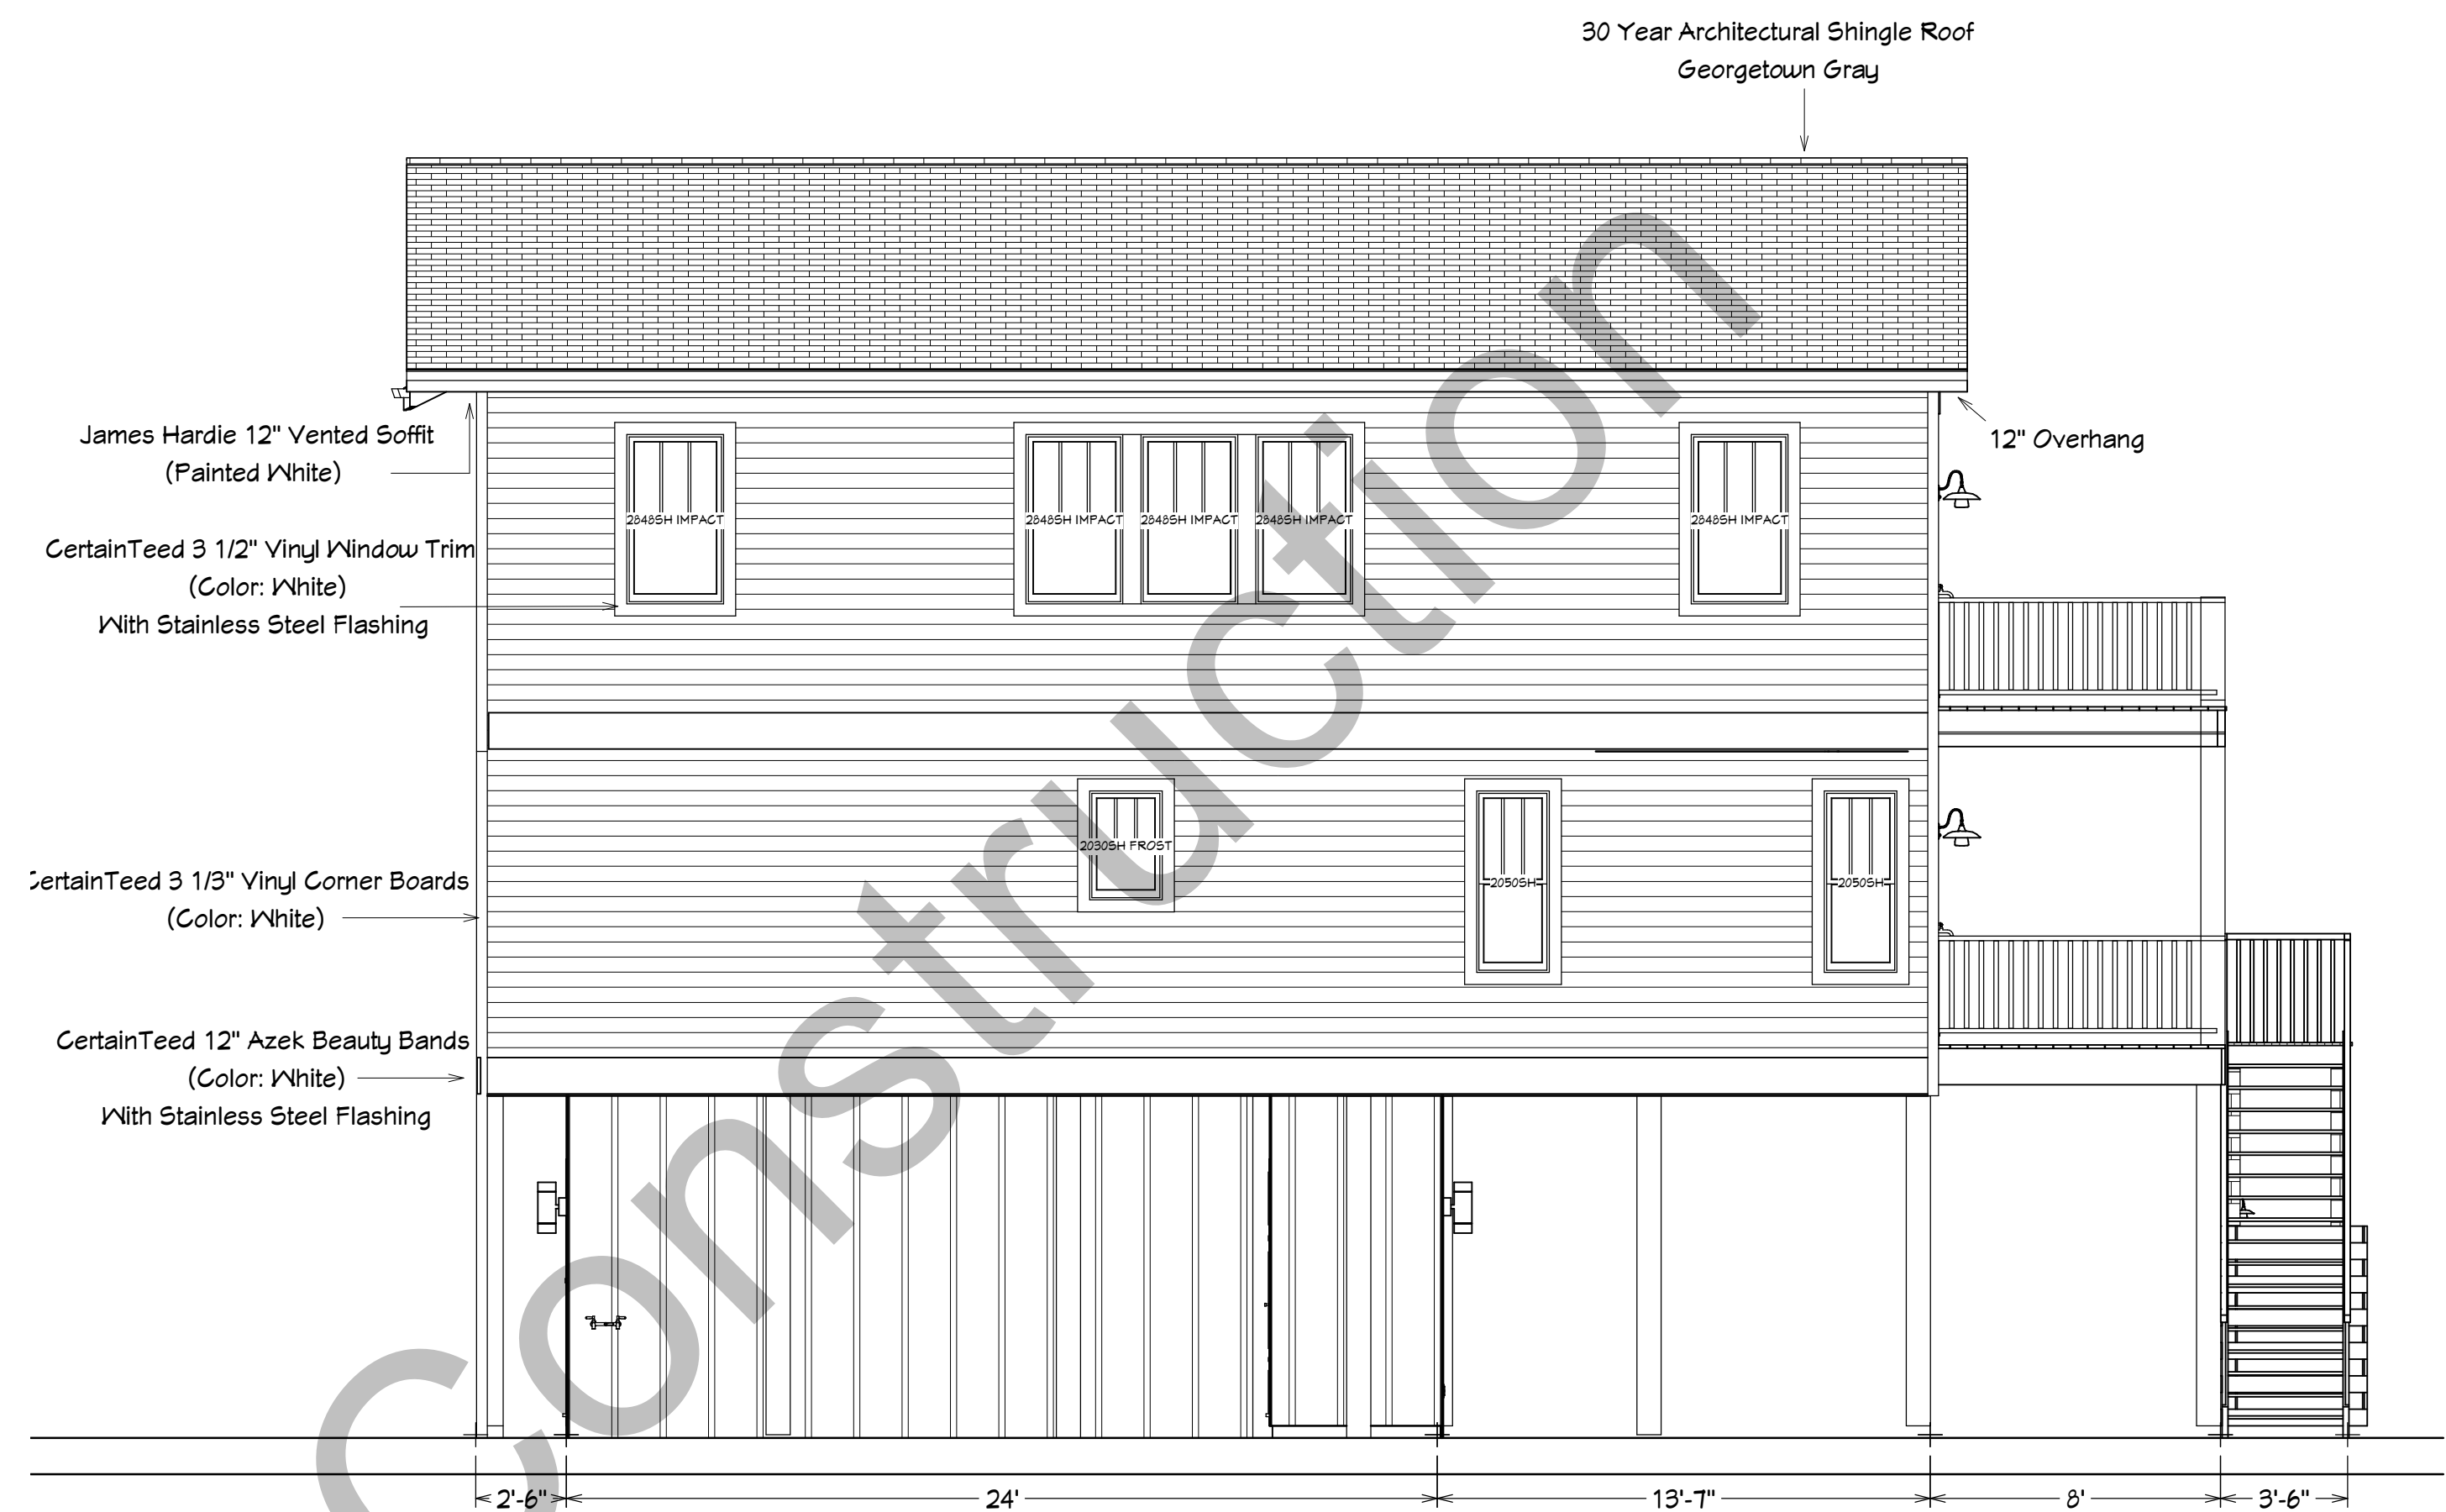 30 Year Architectural Shingle Roof
Georgetown Gray
James Hardie 12" Vented Soffit
(Painted White)
12" Overhang
2848SH IMPACT
2848SH IMPACT
2848SH IMPACT
2848SH IMPACT
2848SH IMPACT
CertainTeed 3 1/2" Vinyl Window Trim
(Color: White)
With Stainless Steel Flashing
2030SH FROST
2050SH
2050SH
CertainTeed 3 1/3" Vinyl Corner Boards
(Color: White)
CertainTeed 12" Azek Beauty Bands
(Color: White)
With Stainless Steel Flashing
Construction
2'-6"
24'
13'-7"
8'
3'-6"